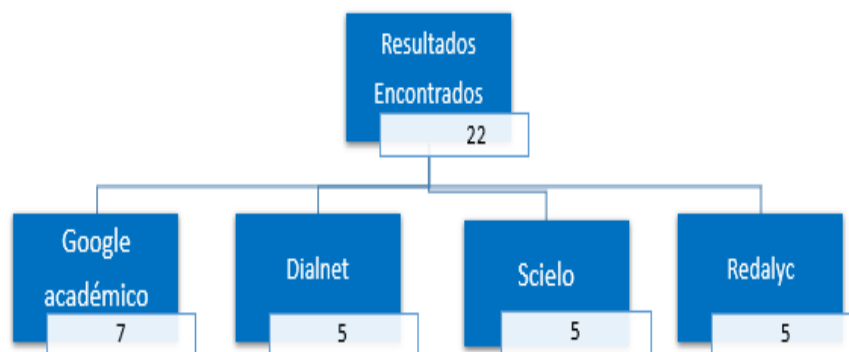 Resultados
Encontrados
22
Google
académico
7
Dialnet
5
Scielo
5
Redalyc
5